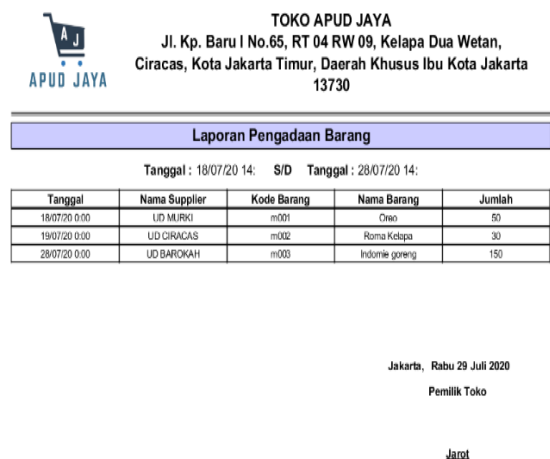 A J
APUD JAYA
TOKO APUD JAYA
Jl. Kp. Baru I No.65, RT 04 RW 09, Kelapa Dua Wetan,
Ciracas, Kota Jakarta Timur, Daerah Khusus Ibu Kota Jakarta
13730
Laporan Pengadaan Barang
Tanggal : 18/07/20 14: S/D Tanggal : 28/07/20 14:
Tanggal Nama Supplier Kode Barang Nama Barang Jumlah
18/07/20 0:00 UD MURKI m001 Oreo 50
19/07/20 0:00 UD CIRACAS m002 Roma Kelapa 30
28/07/20 0:00 UD BAROKAH m003 Indomie goreng 150
Jakarta, Rabu 29 Juli 2020
Pemilik Toko
Jarot